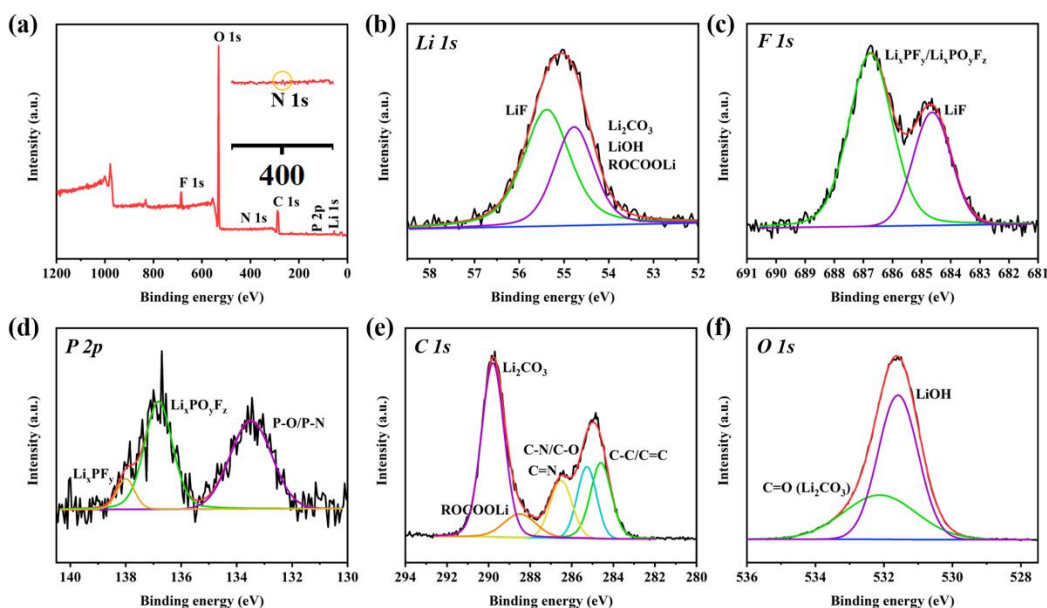 (a)
O 1s
N 1s
400
F 1s
N 1s
C 1s
P 2p
Li 1s
Intensity (a.u.)
1200 1000 800 600 400 200 0
Binding energy (eV)
(b)
Li 1s
LiF
Li₂CO₃
LiOH
ROCOOLi
Intensity (a.u.)
58 57 56 55 54 53 52
Binding energy (eV)
(c)
F 1s
LiₓPFᵧ/LiₓPOᵧF_z
LiF
Intensity (a.u.)
691 690 689 688 687 686 685 684 683 682 681
Binding energy (eV)
(d)
P 2p
LiₓPOᵧF_z
P-O/P-N
LiₓPFᵧ
Intensity (a.u.)
140 138 136 134 132 130
Binding energy (eV)
(e)
C 1s
Li₂CO₃
C-N/C-O
C=N
C-C/C=C
ROCOOLi
Intensity (a.u.)
294 292 290 288 286 284 282 280
Binding energy (eV)
(f)
O 1s
LiOH
C=O (Li₂CO₃)
Intensity (a.u.)
536 534 532 530 528
Binding energy (eV)